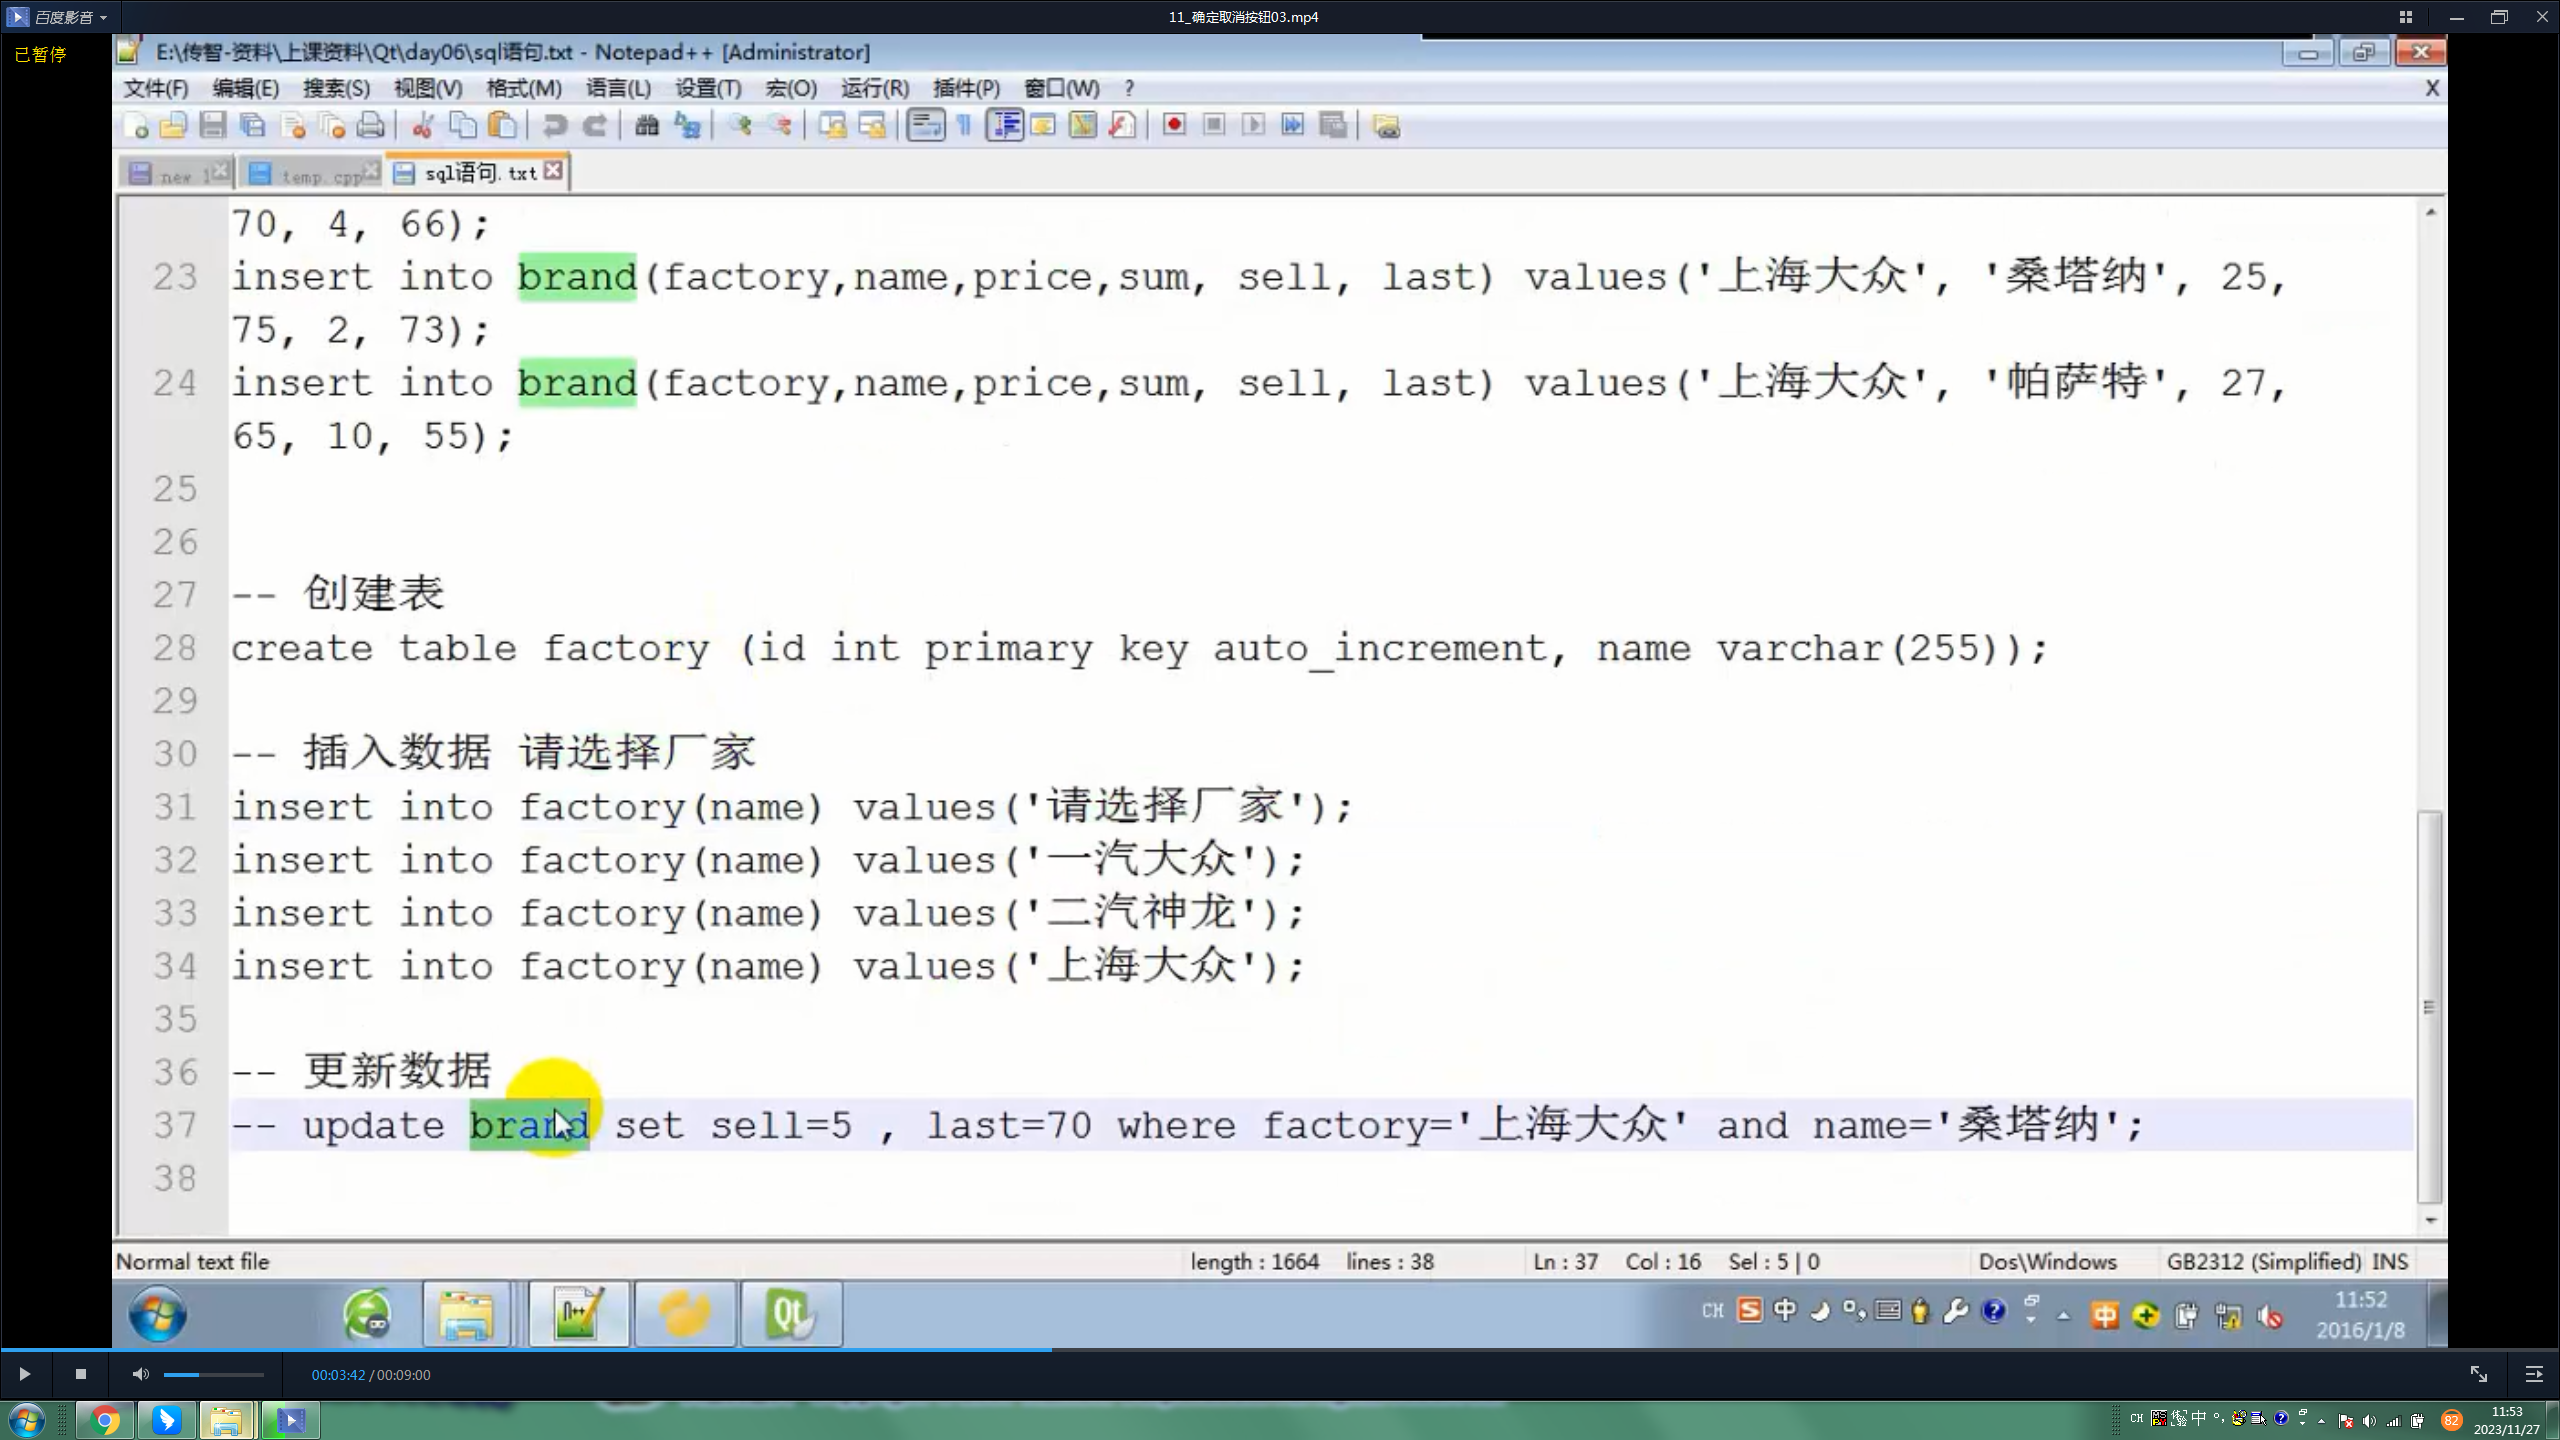 百度影音
11_确定取消按钮03.mp4
已暂停
E:\传智-资料\上课资料\Qt\day06\sql语句.txt - Notepad++ [Administrator]
文件(F) 编辑(E) 搜索(S) 视图(V) 格式(M) 语言(L) 设置(T) 宏(O) 运行(R) 插件(P) 窗口(W) ? X
new 1 temp.cpp sql语句.txt
70, 4, 66);
23 insert into brand(factory,name,price,sum, sell, last) values('上海大众', '桑塔纳', 25,
75, 2, 73);
24 insert into brand(factory,name,price,sum, sell, last) values('上海大众', '帕萨特', 27,
65, 10, 55);
25
26
27 -- 创建表
28 create table factory (id int primary key auto_increment, name varchar(255));
29
30 -- 插入数据 请选择厂家
31 insert into factory(name) values('请选择厂家');
32 insert into factory(name) values('一汽大众');
33 insert into factory(name) values('二汽神龙');
34 insert into factory(name) values('上海大众');
35
36 -- 更新数据
37 -- update brand set sell=5 , last=70 where factory='上海大众' and name='桑塔纳';
38
Normal text file length : 1664 lines : 38 Ln : 37 Col : 16 Sel : 5 | 0 Dos\Windows GB2312 (Simplified) INS
CH 中 中 11:52
2016/1/8
00:03:42 / 00:09:00
CH 中 82 11:53
2023/11/27